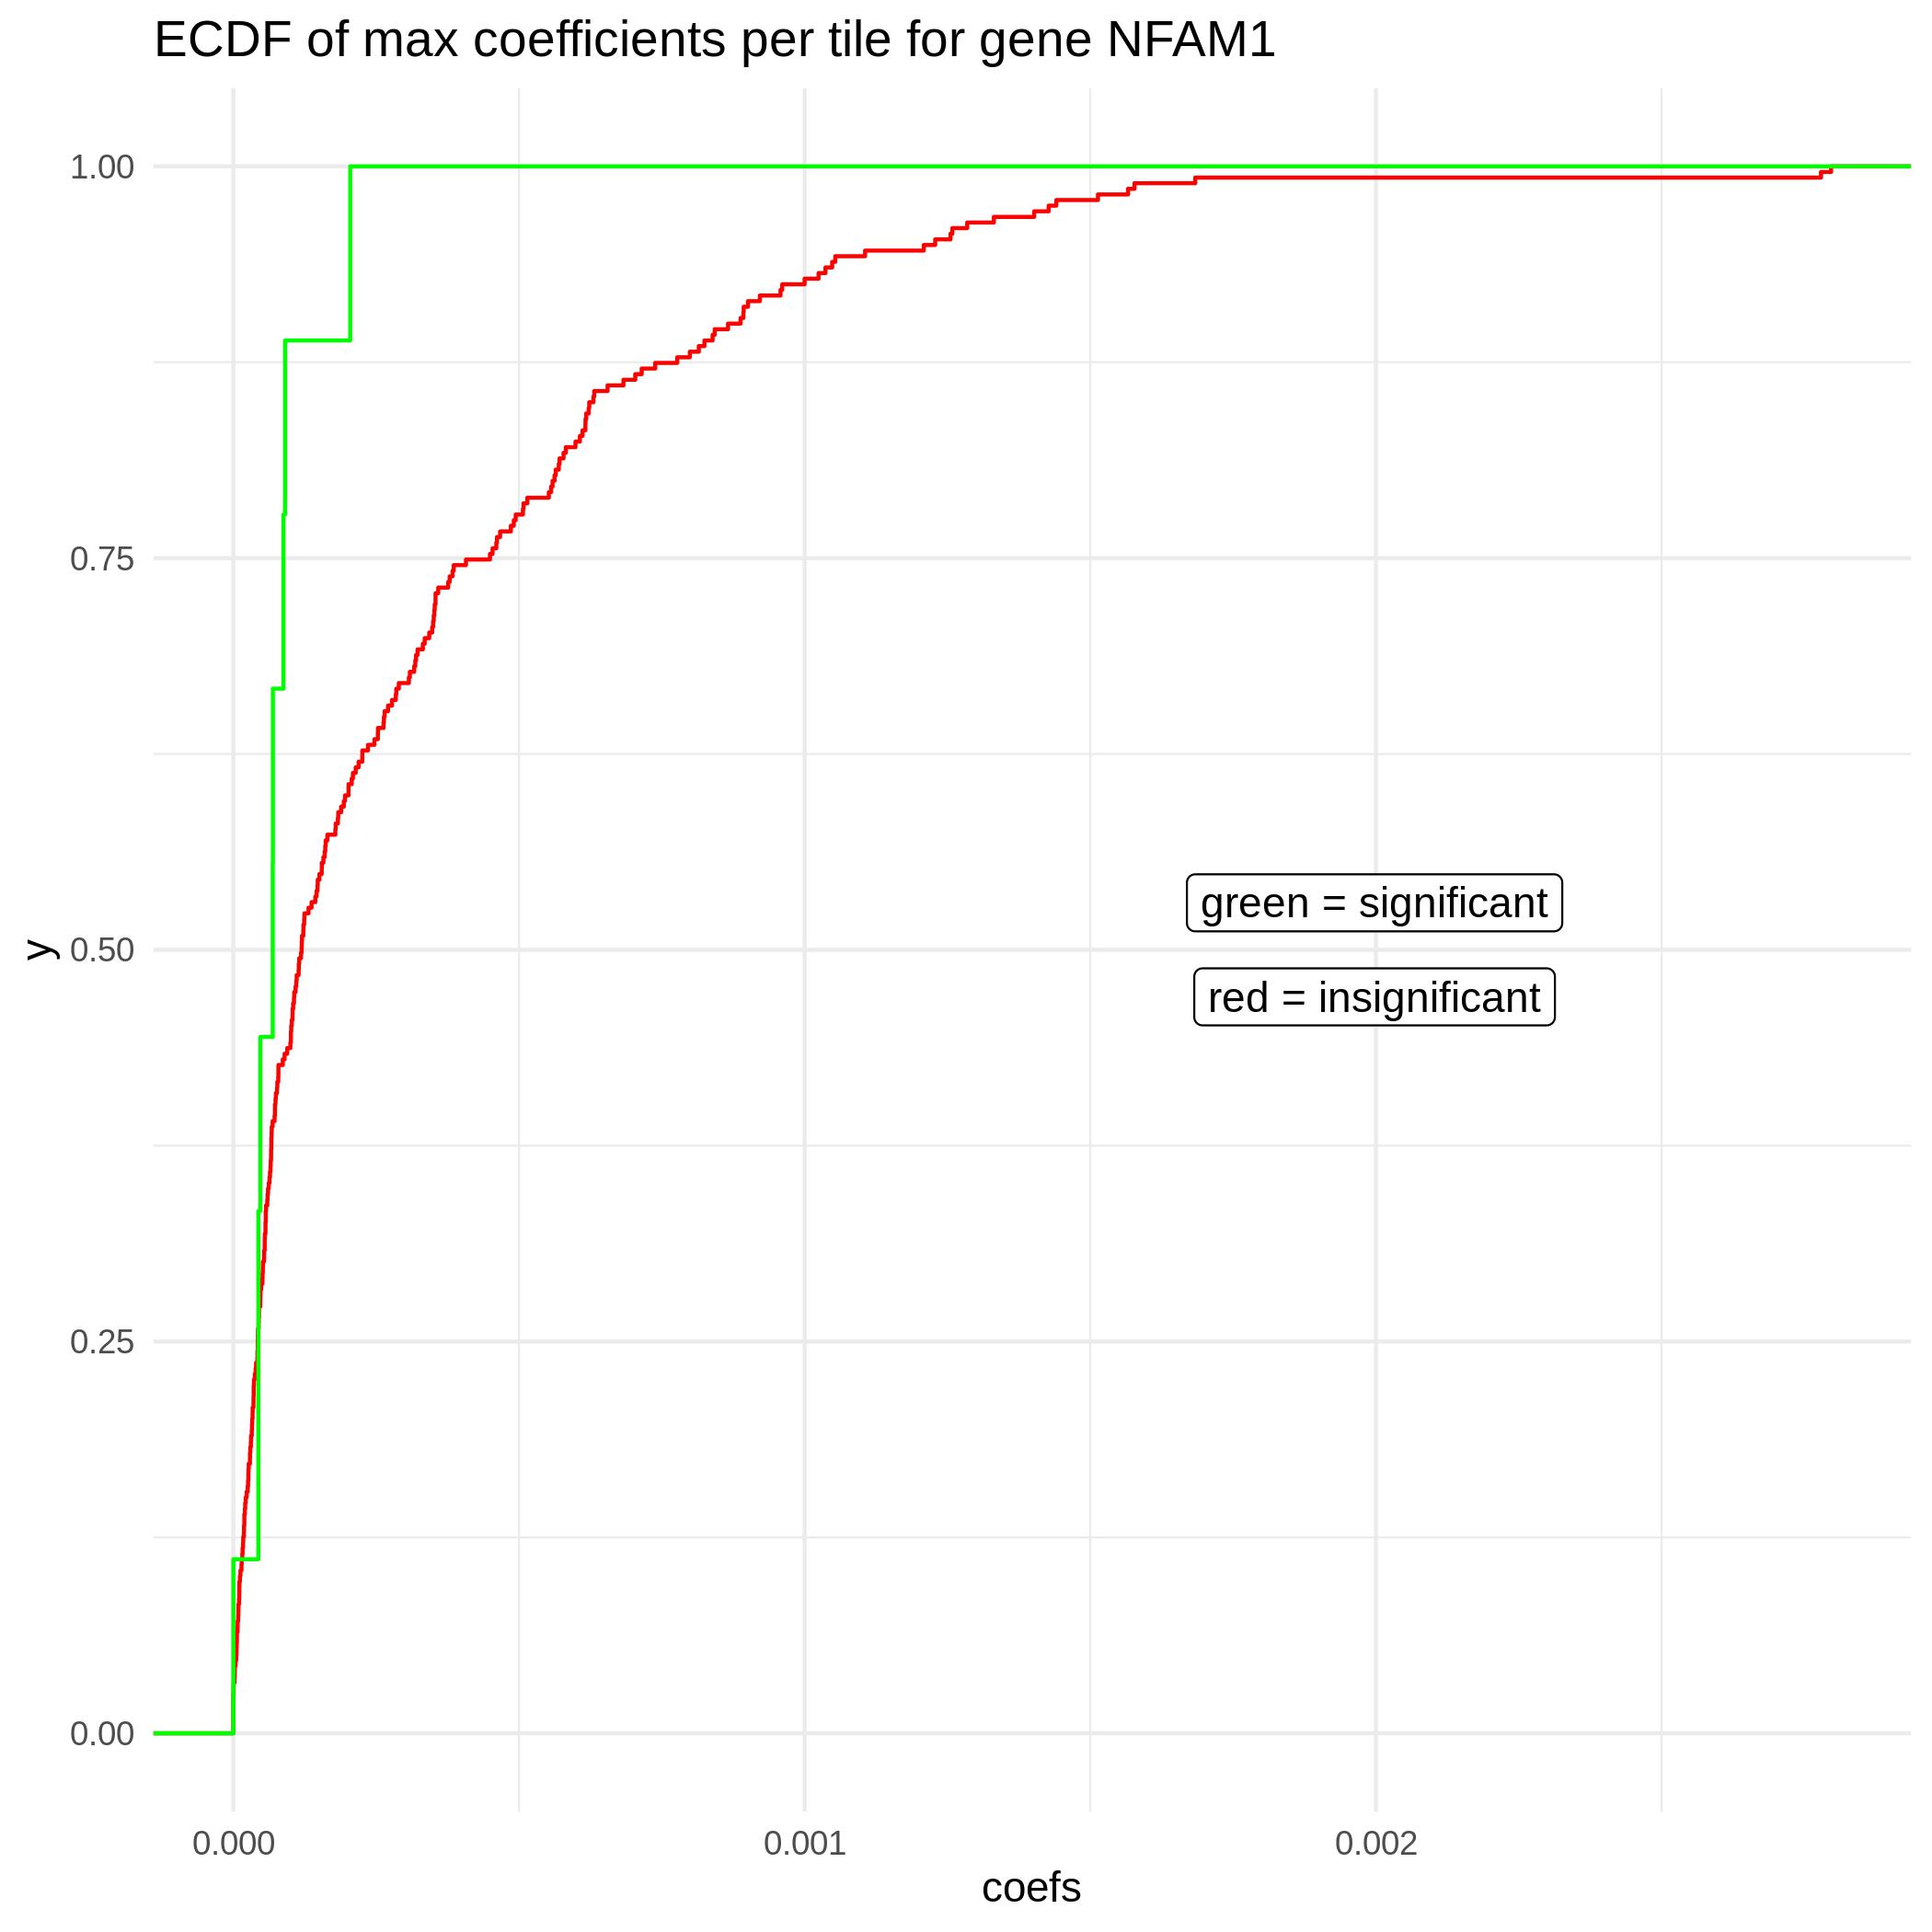 ECDF of max coefficients per tile for gene NFAM1
1.00
0.75
0.50
0.25
0.00
y
green = significant
red = insignificant
0.000
0.001
0.002
coefs